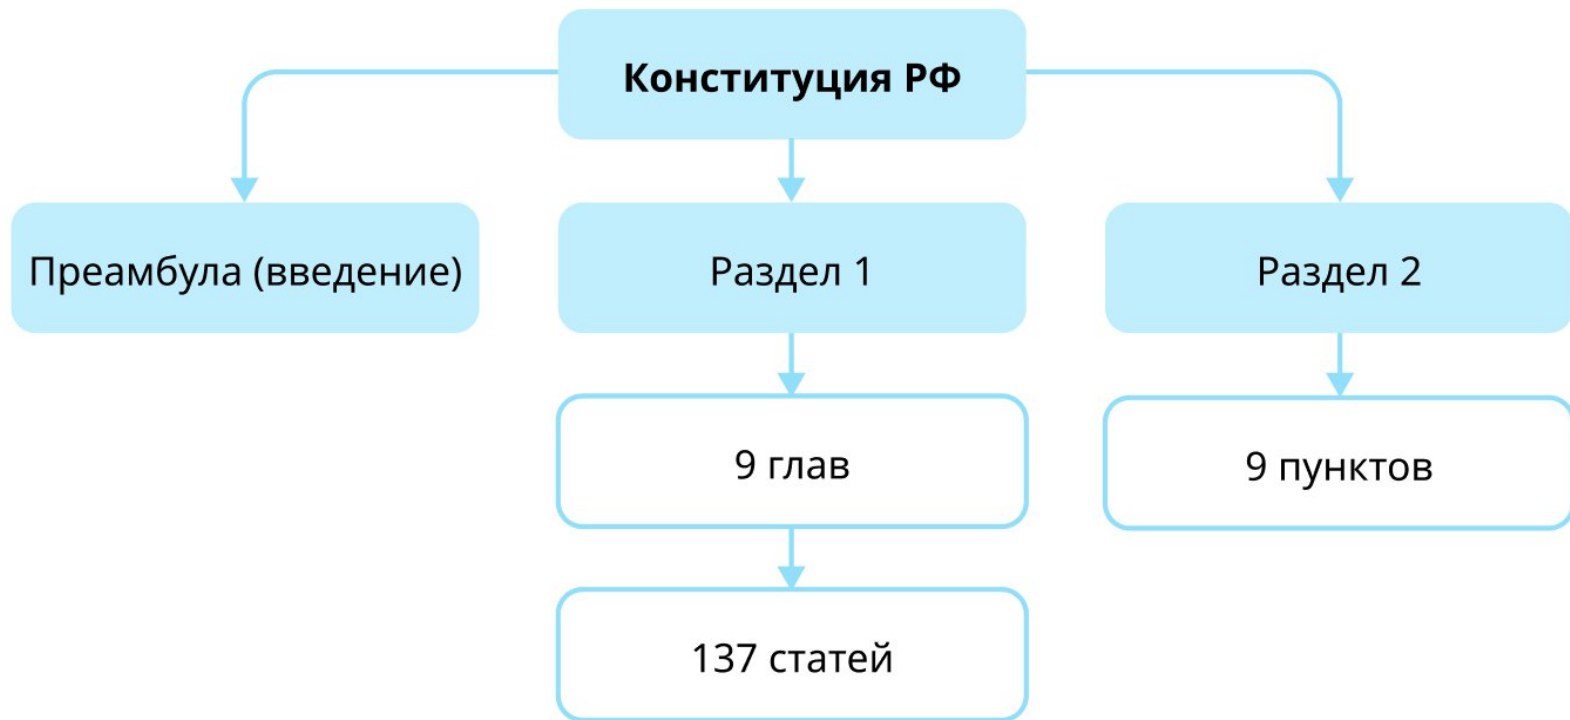 Конституция РФ
Преамбула (введение)
Раздел 1
Раздел 2
9 глав
9 пунктов
137 статей